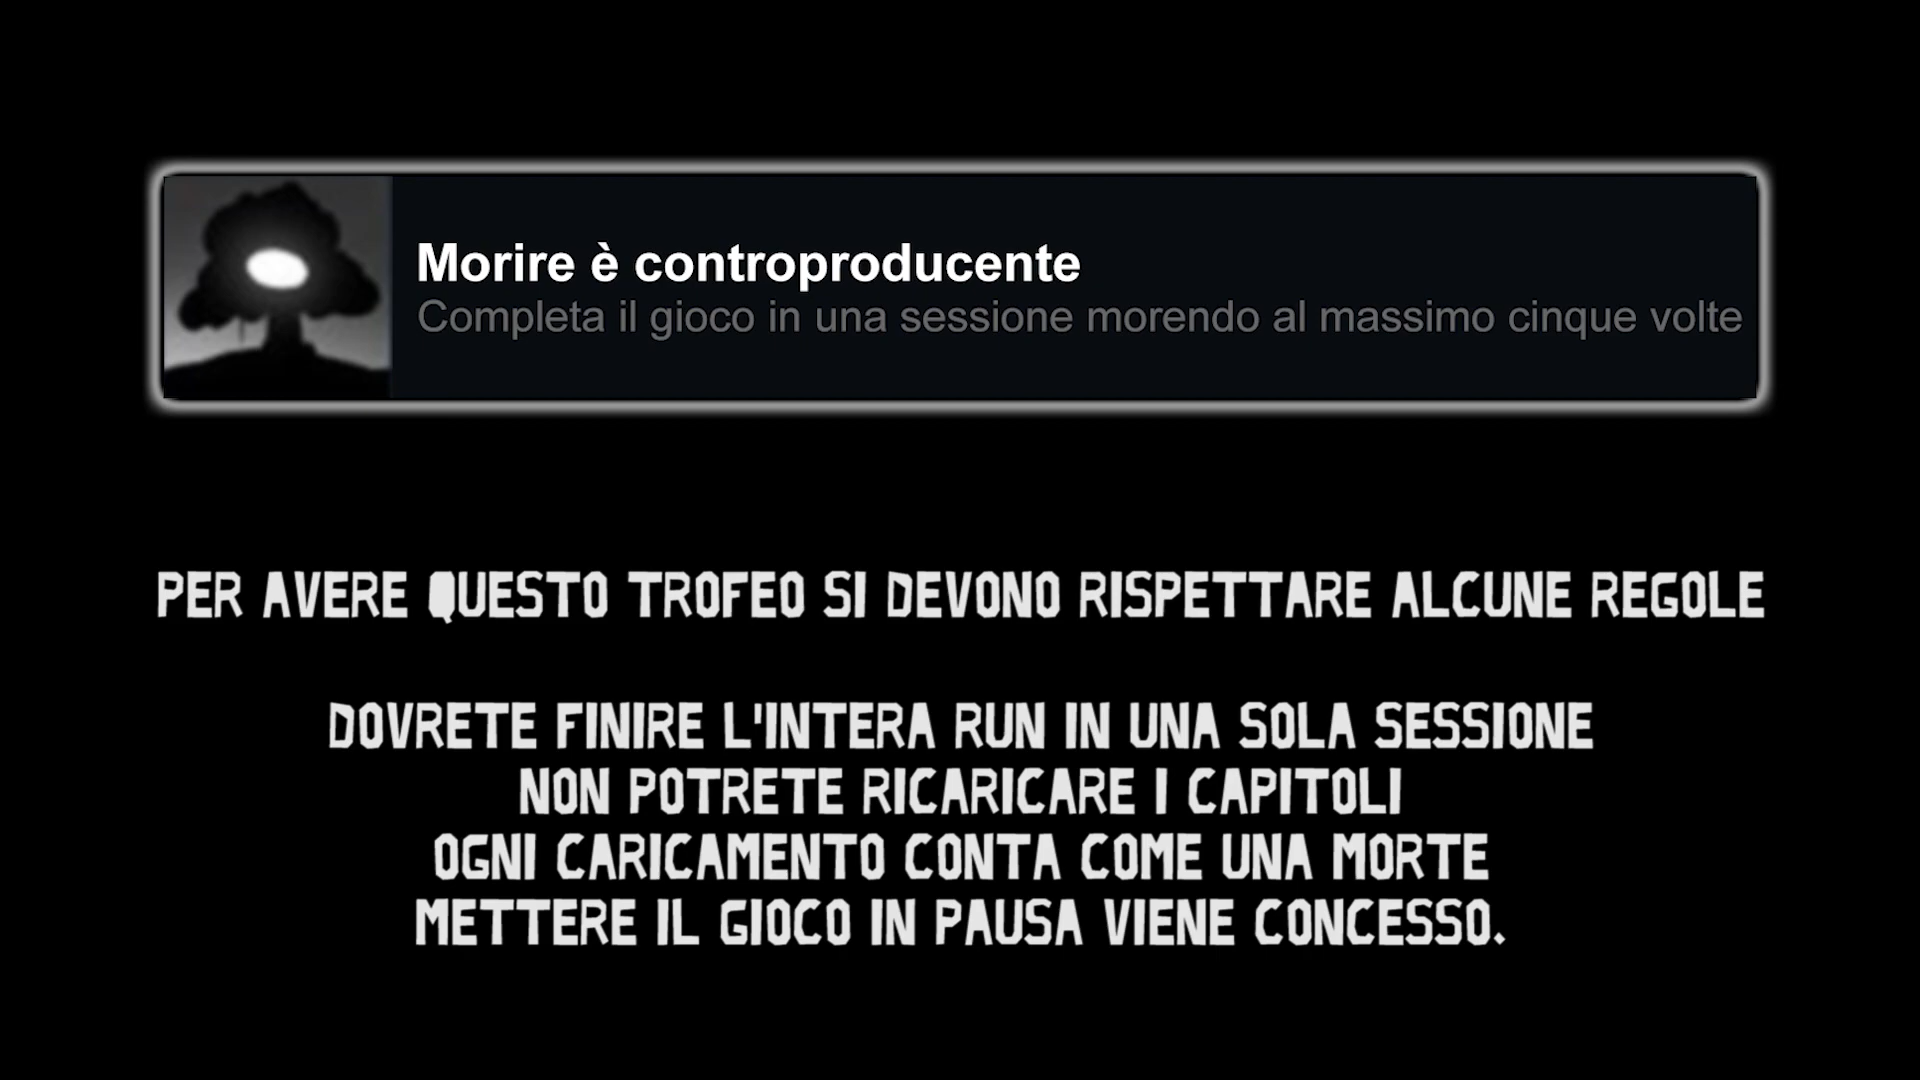 Morire è controproducente
Completa il gioco in una sessione morendo al massimo cinque volte
PER AVERE QUESTO TROFEO SI DEVONO RISPETTARE ALCUNE REGOLE
DOVRETE FINIRE L'INTERA RUN IN UNA SOLA SESSIONE
NON POTRETE RICARICARE I CAPITOLI
OGNI CARICAMENTO CONTA COME UNA MORTE
METTERE IL GIOCO IN PAUSA VIENE CONCESSO.